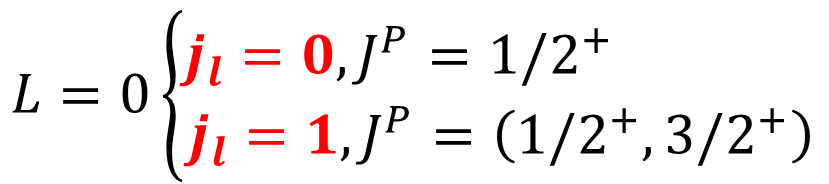 L = 0 { j_l = 0, J^P = 1/2^+
j_l = 1, J^P = (1/2^+, 3/2^+)